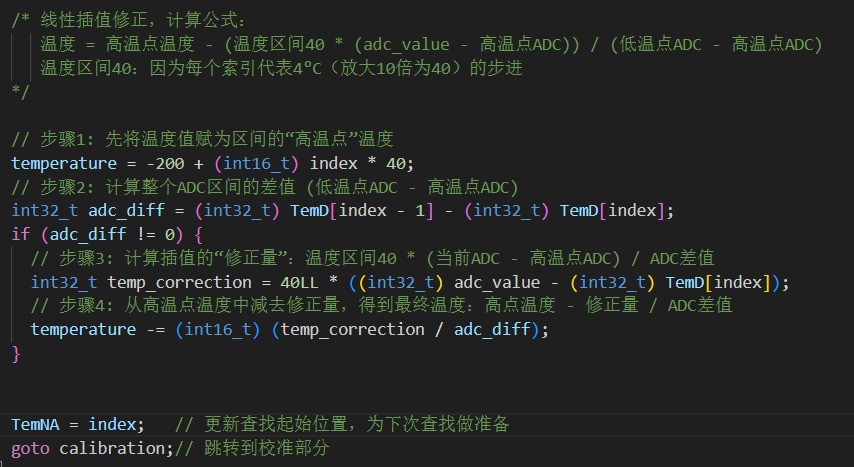 /* 线性插值修正，计算公式：
温度 = 高温点温度 - (温度区间40 * (adc_value - 高温点ADC)) / (低温点ADC - 高温点ADC)
温度区间40：因为每个索引代表4℃（放大10倍为40）的步进
*/
// 步骤1: 先将温度值赋为区间的“高温点”温度
temperature = -200 + (int16_t) index * 40;
// 步骤2: 计算整个ADC区间的差值 (低温点ADC - 高温点ADC)
int32_t adc_diff = (int32_t) TemD[index - 1] - (int32_t) TemD[index];
if (adc_diff != 0) {
// 步骤3: 计算插值的“修正量”: 温度区间40 * (当前ADC - 高温点ADC) / ADC差值
int32_t temp_correction = 40LL * ((int32_t) adc_value - (int32_t) TemD[index]);
// 步骤4: 从高温点温度中减去修正量，得到最终温度: 高点温度 - 修正量 / ADC差值
temperature -= (int16_t) (temp_correction / adc_diff);
}
TemNA = index; // 更新查找起始位置，为下次查找做准备
goto calibration;// 跳转到校准部分